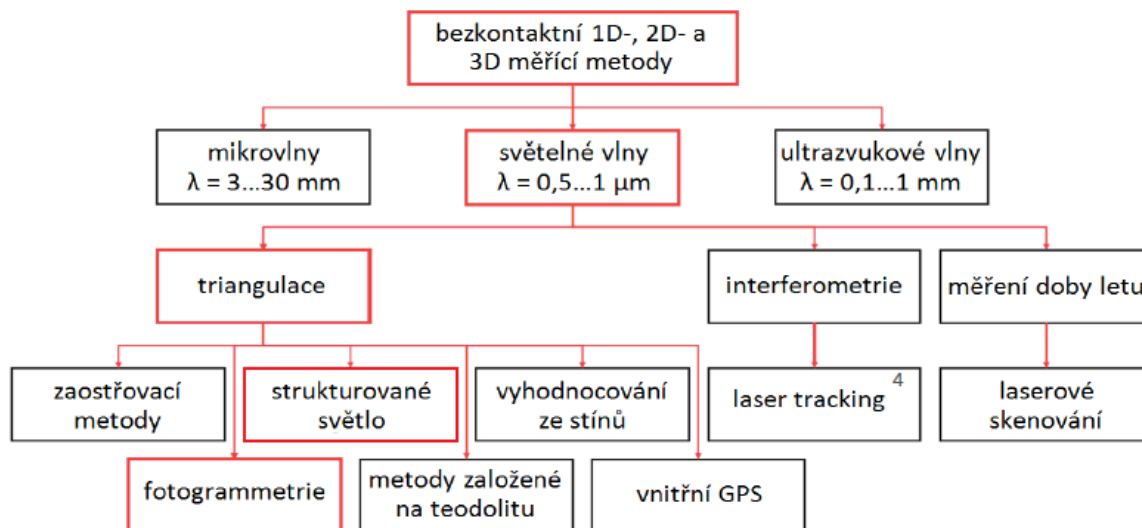 bezkontaktní 1D-, 2D- a
3D měřící metody
mikrovlny
λ = 3...30 mm
světelné vlny
λ = 0,5...1 μm
ultrazvukové vlny
λ = 0,1...1 mm
triangulace
interferometrie
měření doby letu
zaostřovací
metody
strukturované
světlo
vyhodnocování
ze stínů
laser tracking 4
laserové
skenování
fotogrammetrie
metody založené
na teodolitu
vnitřní GPS